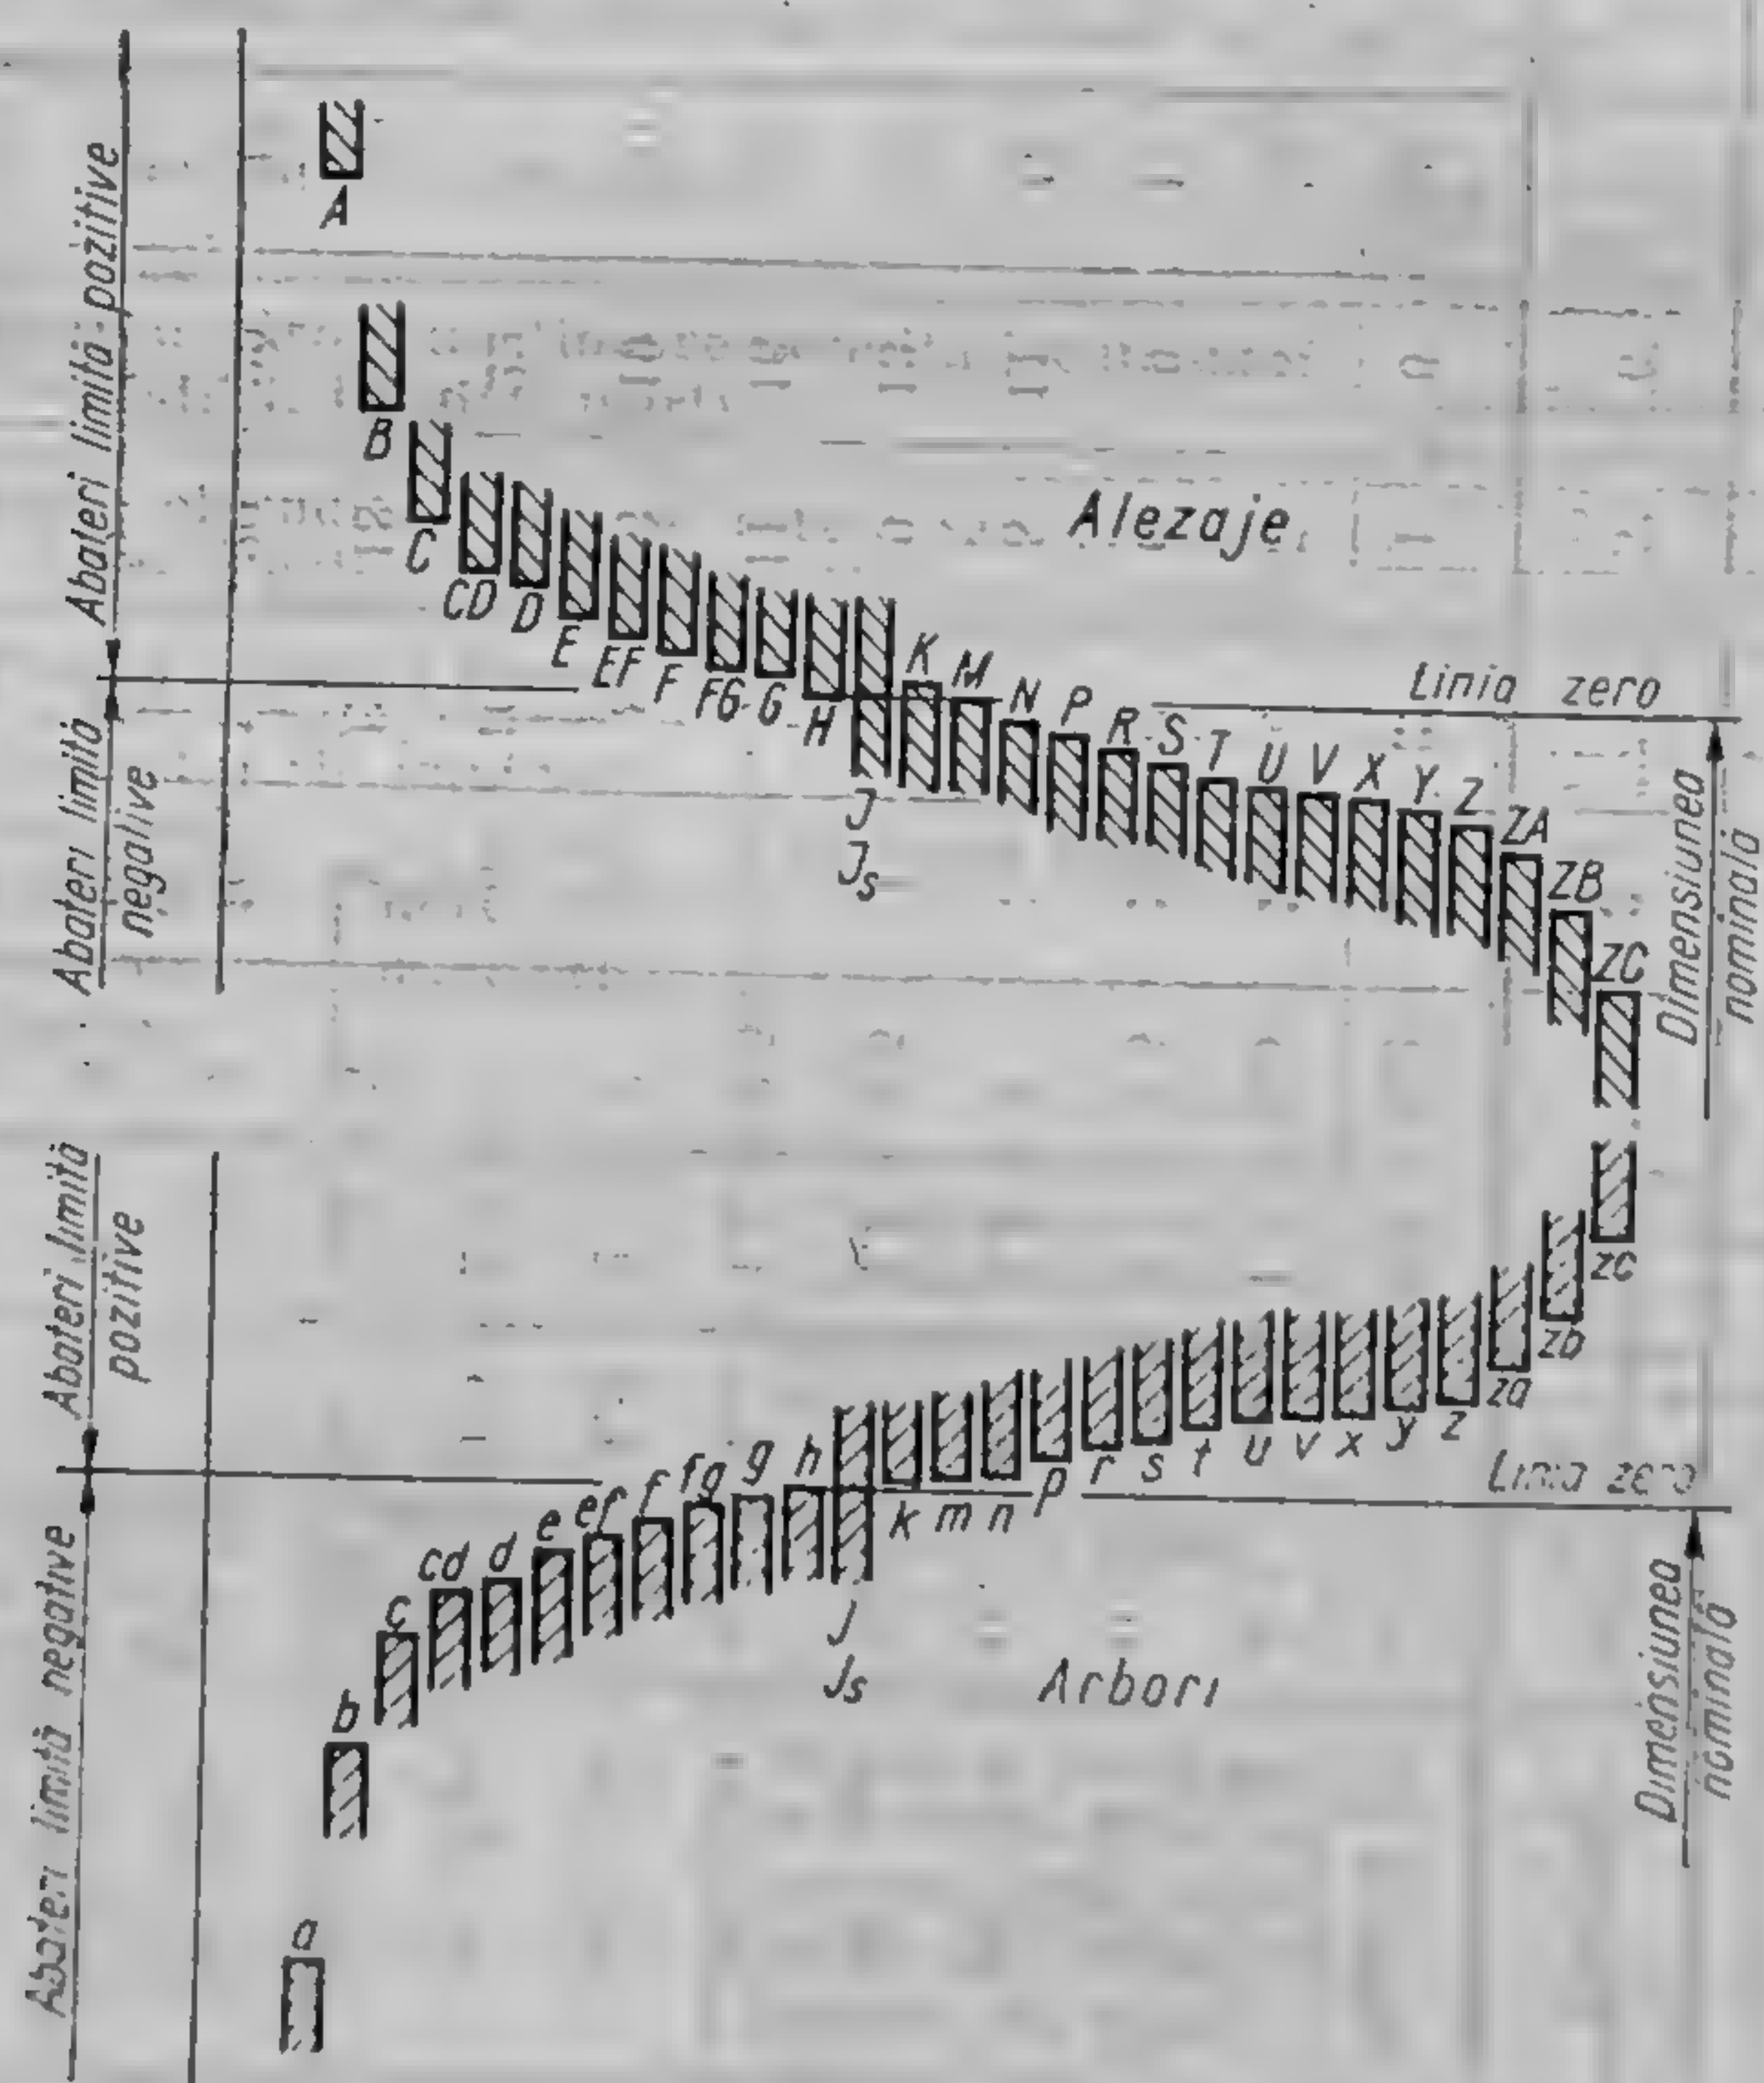 Abateri limită pozitive
A
B
C
CD
D
E
EF
F
FG
G
H
J
Js
K
M
N
P
R
S
T
U
V
X
Y
Z
ZA
ZB
ZC
Alezaje
Linia zero
Abateri limită
negalive
Dimensiunea
nominală
Abateri limită
pozitive
zc
zb
za
z
y
x
v
u
t
s
r
p
n
m
k
J
Js
h
g
fg
f
ef
e
d
cd
c
b
a
Linia zero
Arbori
Abateri limită negative
Dimensiunea
nominală